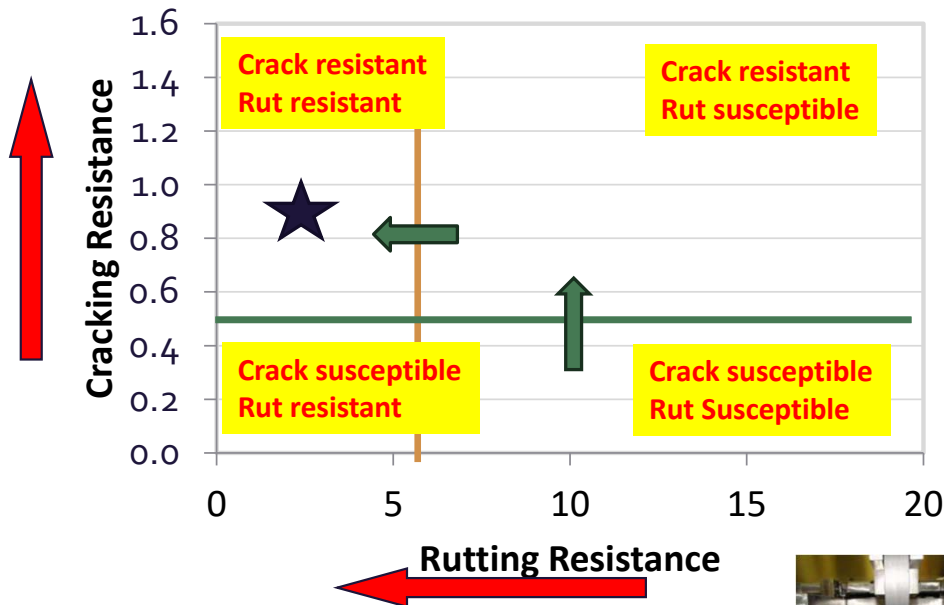 1.6
Crack resistant
Rut resistant
Crack resistant
Rut susceptible
1.4
1.2
1.0
0.8
0.6
0.4
0.2
0.0
Cracking Resistance
Crack susceptible
Rut resistant
Crack susceptible
Rut Susceptible
0 5 10 15 20
Rutting Resistance